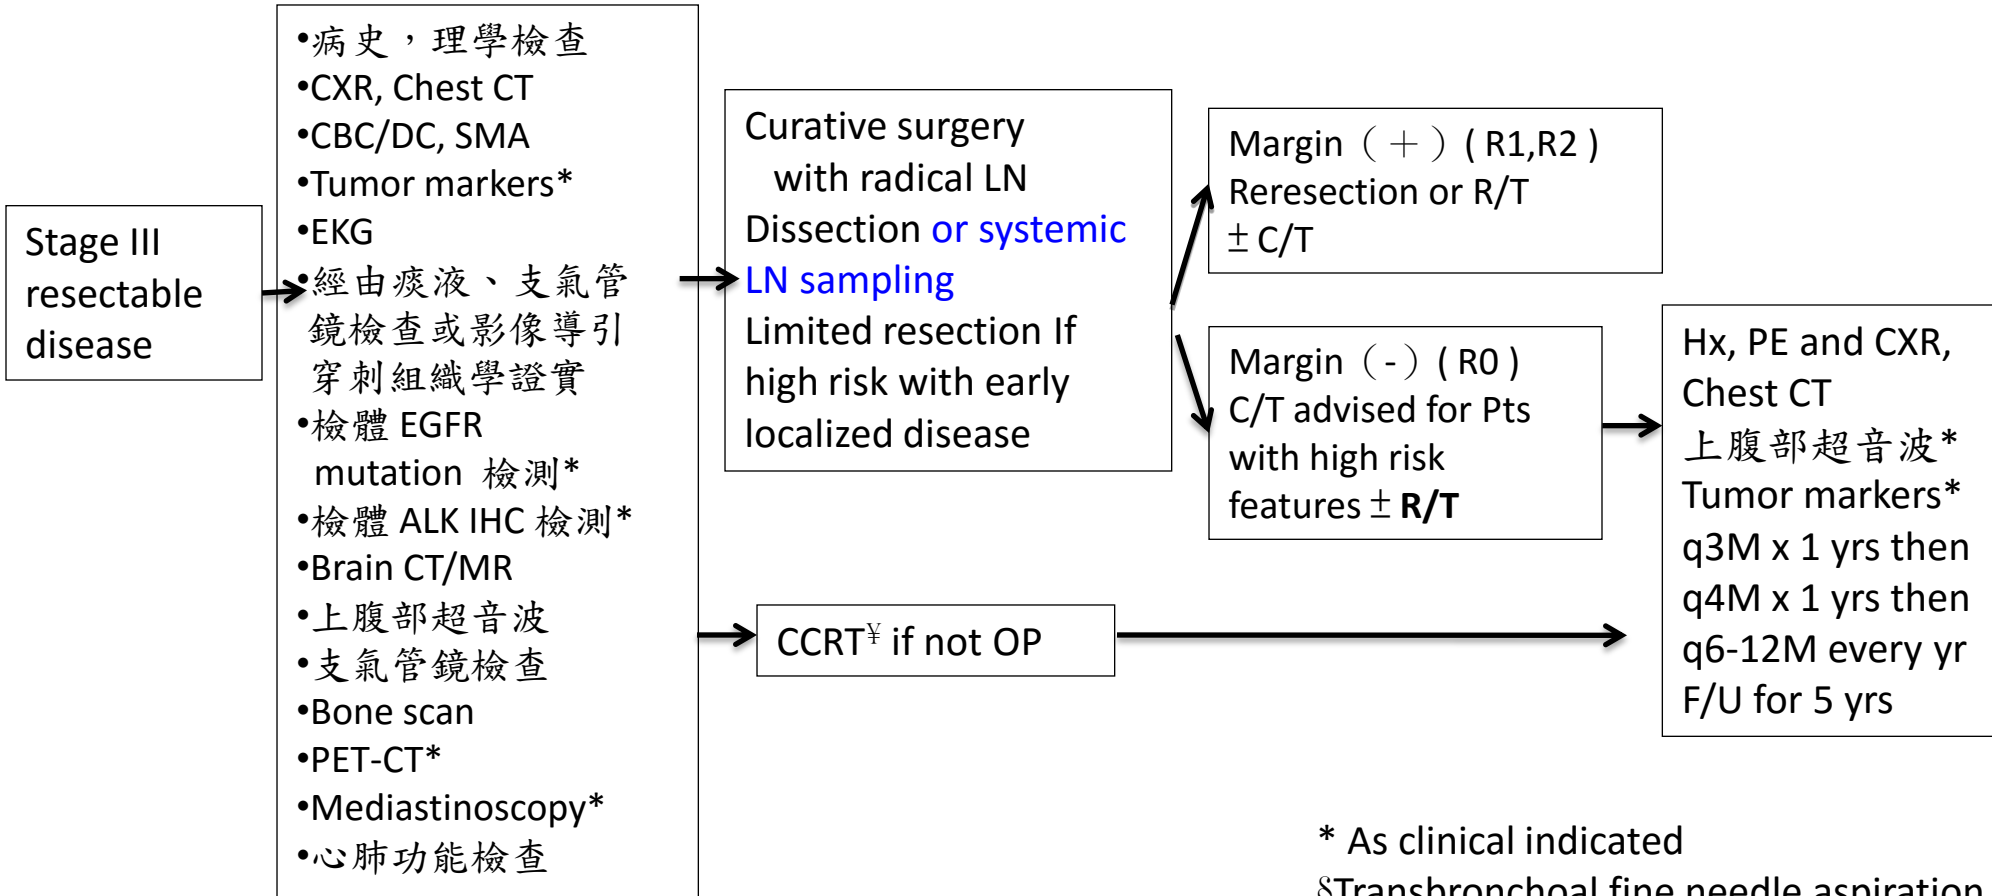 Stage III
resectable
disease
•病史，理學檢查
•CXR, Chest CT
•CBC/DC, SMA
•Tumor markers*
•EKG
•經由痰液、支氣管
鏡檢查或影像導引
穿刺組織學證實
•檢體 EGFR
mutation 檢測*
•檢體 ALK IHC 檢測*
•Brain CT/MR
•上腹部超音波
•支氣管鏡檢查
•Bone scan
•PET-CT*
•Mediastinoscopy*
•心肺功能檢查
Curative surgery
with radical LN
Dissection or systemic
LN sampling
Limited resection If
high risk with early
localized disease
CCRT¥ if not OP
Margin（＋）( R1,R2 )
Reresection or R/T
± C/T
Margin（-）( R0 )
C/T advised for Pts
with high risk
features ± R/T
Hx, PE and CXR,
Chest CT
上腹部超音波*
Tumor markers*
q3M x 1 yrs then
q4M x 1 yrs then
q6-12M every yr
F/U for 5 yrs
* As clinical indicated
§Transbronchoal fine needle aspiration